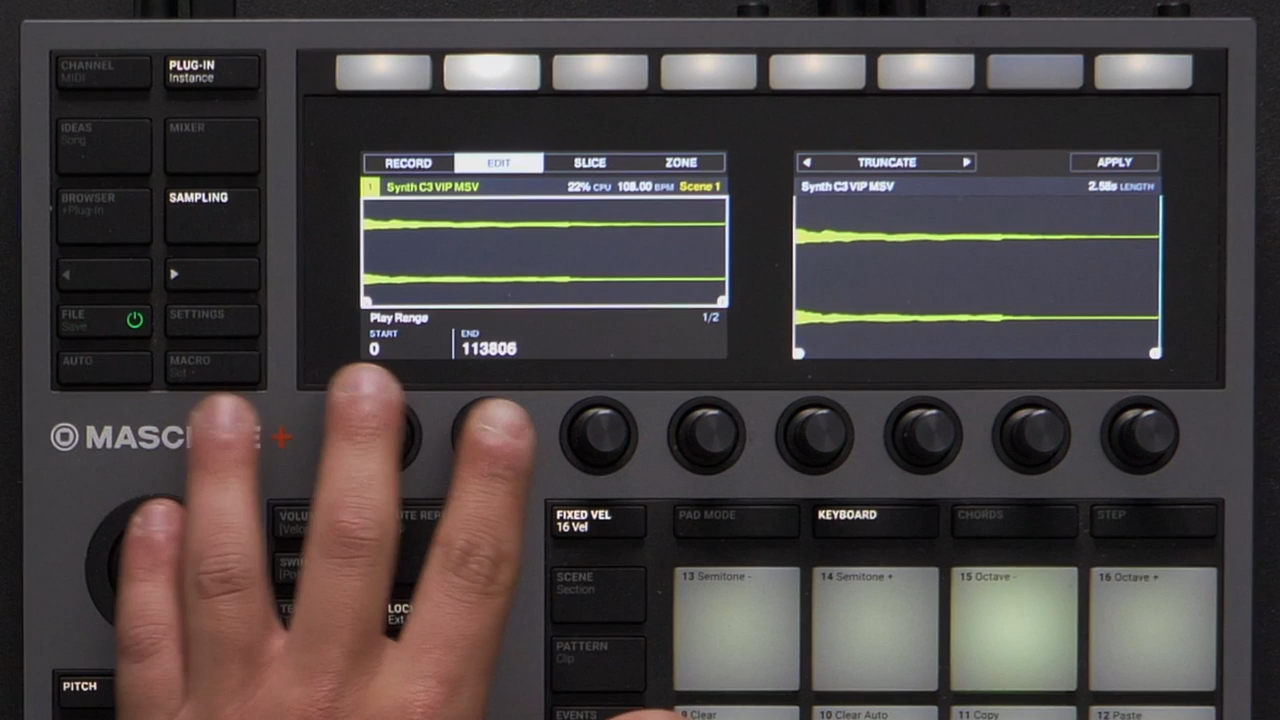 CHANNEL
MIDI
PLUG-IN
Instance
IDEAS
Song
MIXER
BROWSER
+Plug-In
SAMPLING
FILE
Save
SETTINGS
AUTO
MACRO
Set
RECORD EDIT SLICE ZONE
1 Synth C3 VIP MSV 22% CPU 108.00 BPM Scene 1
Play Range 1/2
START END
0 113806
TRUNCATE APPLY
Synth C3 VIP MSV 2.58s LENGTH
FIXED VEL
16 Vel
PAD MODE
KEYBOARD
CHORDS
STEP
SCENE
Section
PATTERN
Clip
EVENTS
13 Semitone -
14 Semitone +
15 Octave -
16 Octave +
9 Clear
10 Clear Auto
11 Copy
12 Paste
PITCH